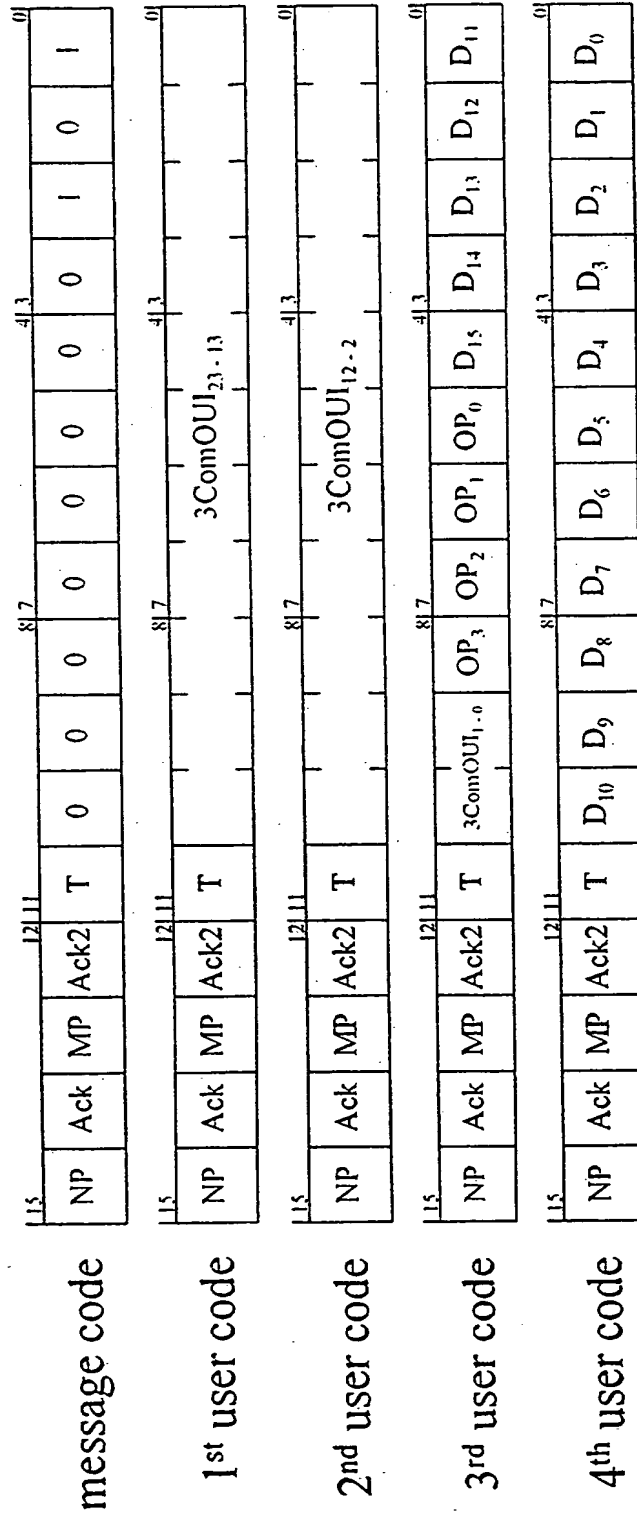 15 12|11 8|7 4|3 0
message code NP Ack MP Ack2 T 0 0 0 0 0 0 0 0 1 0 1
15 12|11 8|7 4|3 0
1st user code NP Ack MP Ack2 T 3ComOUI23-13
15 12|11 8|7 4|3 0
2nd user code NP Ack MP Ack2 T 3ComOUI12-2
15 12|11 8|7 4|3 0
3rd user code NP Ack MP Ack2 T 3ComOUI1-0 OP3 OP2 OP1 OP0 D15 D14 D13 D12 D11
15 12|11 8|7 4|3 0
4th user code NP Ack MP Ack2 T D10 D9 D8 D7 D6 D5 D4 D3 D2 D1 D0